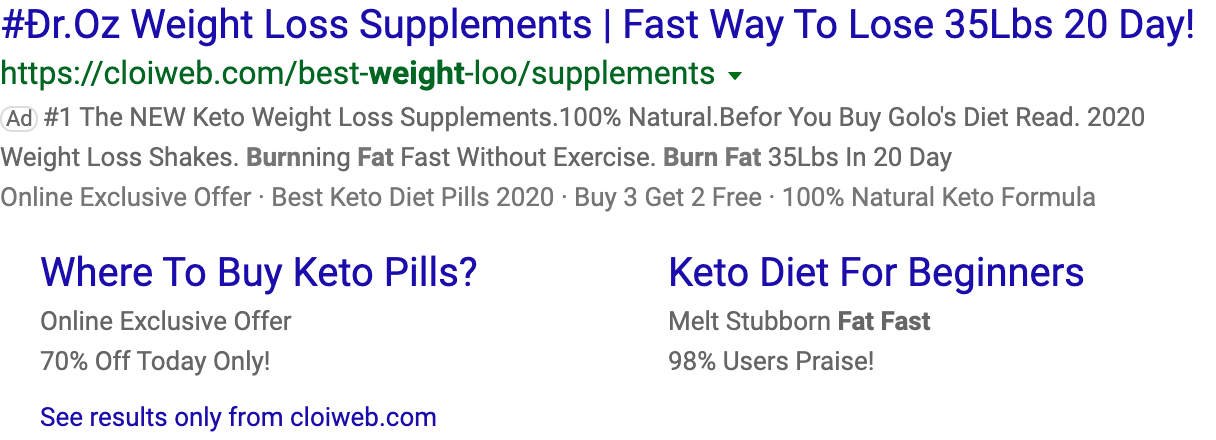 #Ðr.Oz Weight Loss Supplements | Fast Way To Lose 35Lbs 20 Day!
https://cloiweb.com/best-weight-loo/supplements
Ad #1 The NEW Keto Weight Loss Supplements.100% Natural.Befor You Buy Golo's Diet Read. 2020
Weight Loss Shakes. Burnning Fat Fast Without Exercise. Burn Fat 35Lbs In 20 Day
Online Exclusive Offer · Best Keto Diet Pills 2020 · Buy 3 Get 2 Free · 100% Natural Keto Formula
Where To Buy Keto Pills?
Online Exclusive Offer
70% Off Today Only!
Keto Diet For Beginners
Melt Stubborn Fat Fast
98% Users Praise!
See results only from cloiweb.com